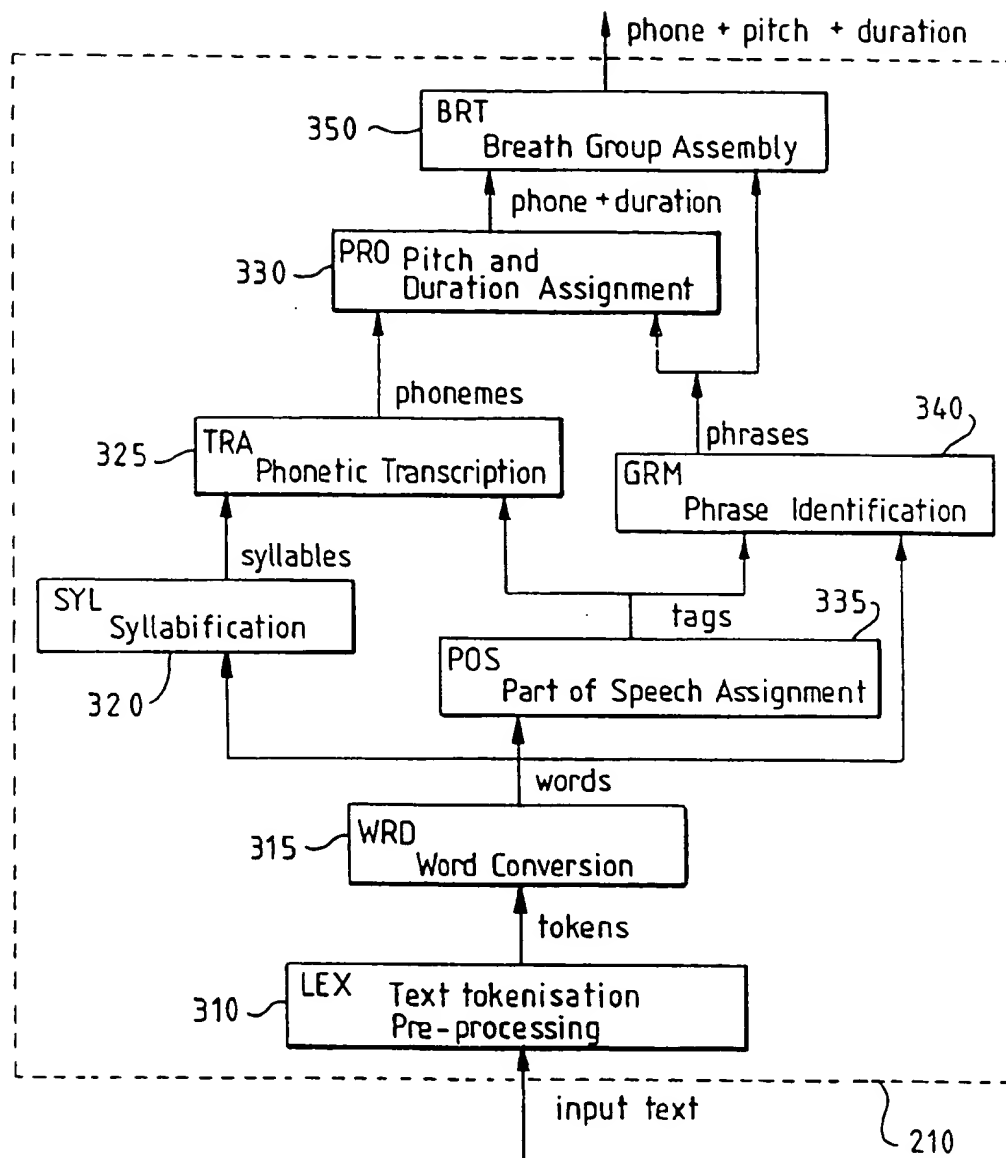 phone + pitch + duration
BRT
350
Breath Group Assembly
phone + duration
PRO Pitch and
330
Duration Assignment
phonemes
340
phrases
TRA
325
GRM
Phonetic Transcription
Phrase Identification
syllables
SYL
335
tags
Syllabification
POS
Part of Speech Assignment
320
words
WRD
315
Word Conversion
tokens
LEX Text tokenisation
310
Pre-processing
input text
210